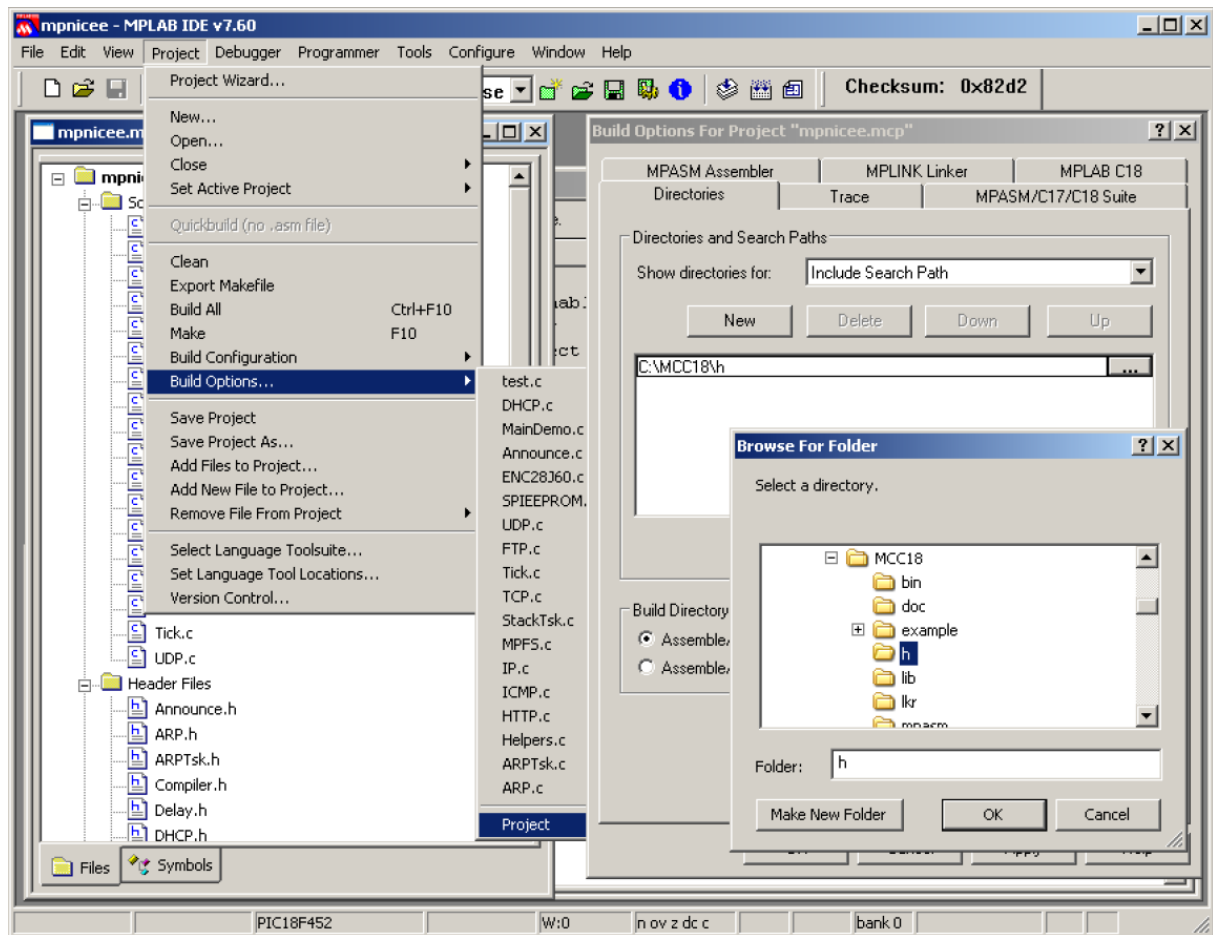 mpnicee - MPLAB IDE v7.60
File Edit View Project Debugger Programmer Tools Configure Window Help
Checksum: 0x82d2
mpnicee.m
mpni
Project Wizard...
New...
Open...
Close
Set Active Project
Quickbuild (no .asm file)
Clean
Export Makefile
Build All Ctrl+F10
Make F10
Build Configuration
Build Options...
Save Project
Save Project As...
Add Files to Project...
Add New File to Project...
Remove File From Project
Select Language Toolsuite...
Set Language Tool Locations...
Version Control...
Tick.c
UDP.c
Header Files
Announce.h
ARP.h
ARPTsk.h
Compiler.h
Delay.h
DHCP.h
Files Symbols
test.c
DHCP.c
MainDemo.c
Announce.c
ENC28J60.c
SPIEEPROM.
UDP.c
FTP.c
Tick.c
TCP.c
StackTsk.c
MPFS.c
IP.c
ICMP.c
HTTP.c
Helpers.c
ARPTsk.c
ARP.c
Project
Build Options For Project "mpnicee.mcp"
MPASM Assembler MPLINK Linker MPLAB C18
Directories Trace MPASM/C17/C18 Suite
Directories and Search Paths
Show directories for: Include Search Path
New Delete Down Up
C:\MCC18\h ...
Build Directory
Assemble
Assemble
Browse For Folder
Select a directory.
MCC18
bin
doc
example
h
lib
lkr
mpasm
Folder: h
Make New Folder OK Cancel
PIC18F452 W:0 n ov z dc c bank 0